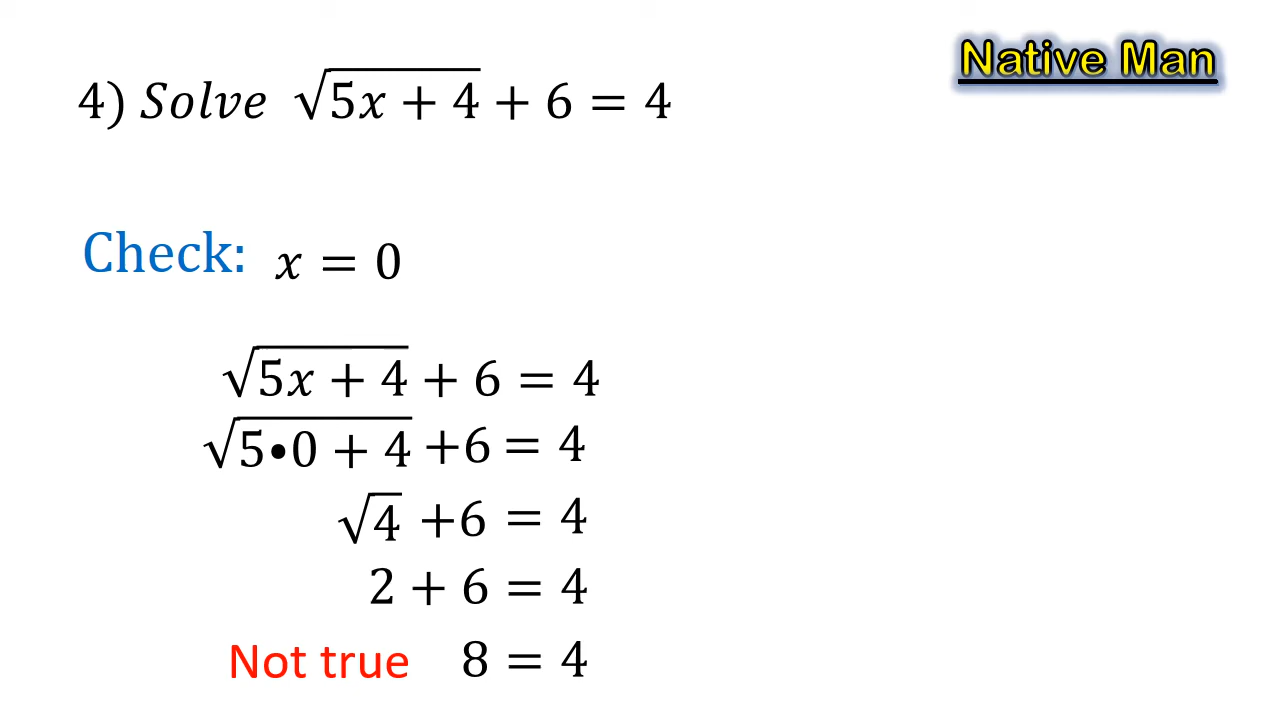 Native Man
4) Solve √5x + 4 + 6 = 4
Check: x = 0
√5x + 4 + 6 = 4
√5•0 + 4 +6 = 4
√4 +6 = 4
2 + 6 = 4
Not true 8 = 4